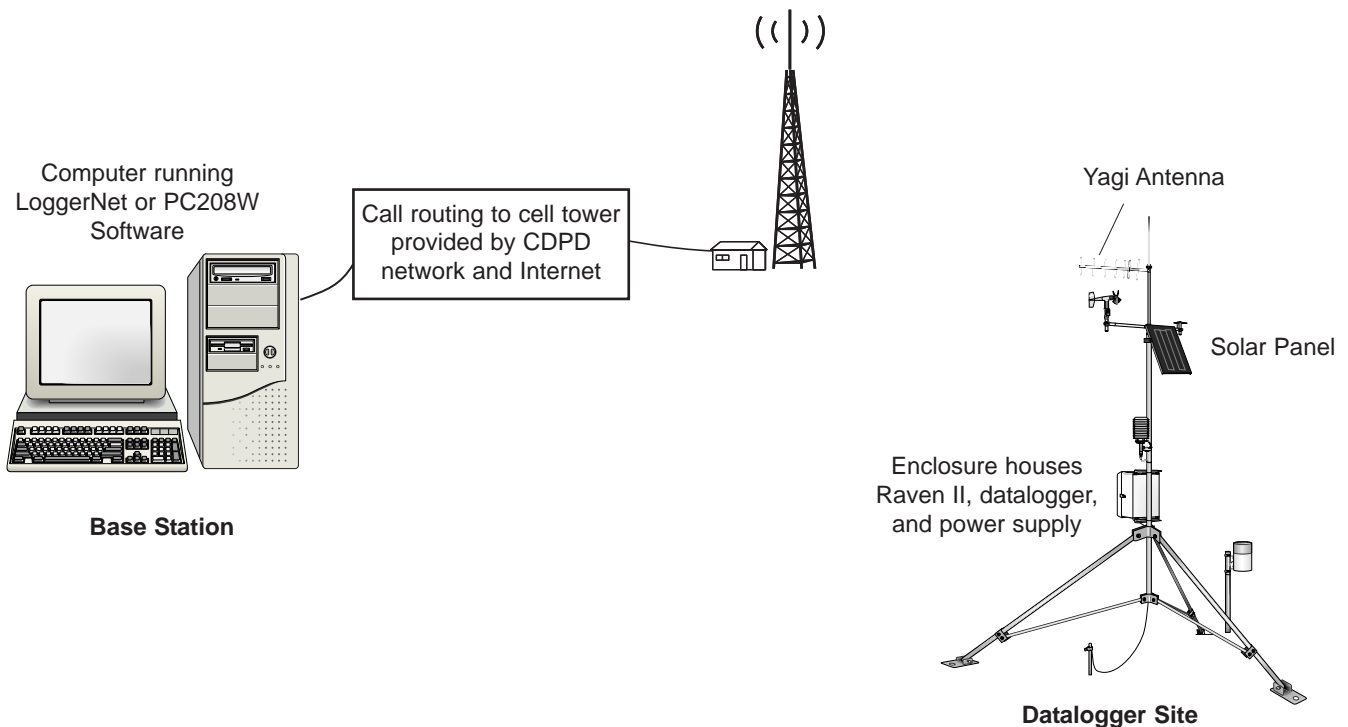 Computer running
LoggerNet or PC208W
Software
Call routing to cell tower
provided by CDPD
network and Internet
Yagi Antenna
Solar Panel
Enclosure houses
Raven II, datalogger,
and power supply
Base Station
Datalogger Site